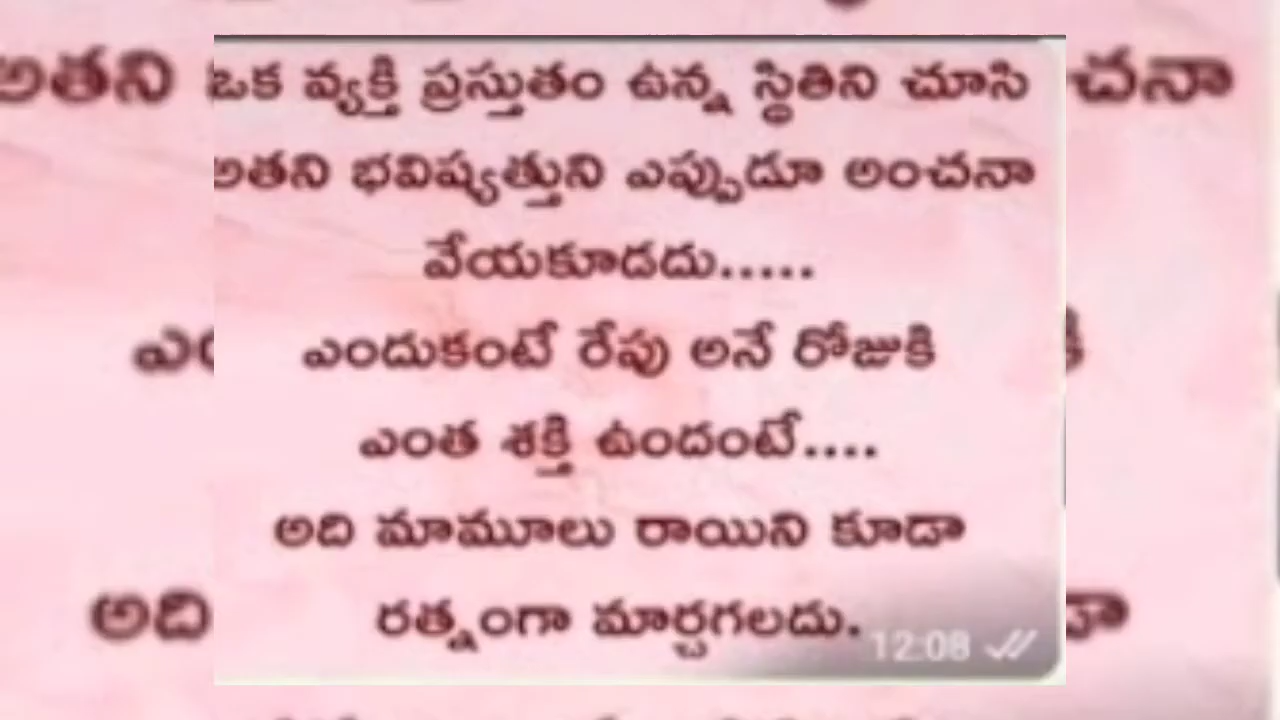 ఒక వ్యక్తి ప్రస్తుతం ఉన్న స్థితిని చూసి
అతని భవిష్యత్తుని ఎప్పుడూ అంచనా
వేయకూడదు.....
ఎందుకంటే రేపు అనే రోజుకి
ఎంత శక్తి ఉందంటే....
అది మామూలు రాయిని కూడా
రత్నంగా మార్చగలదు.
12:08